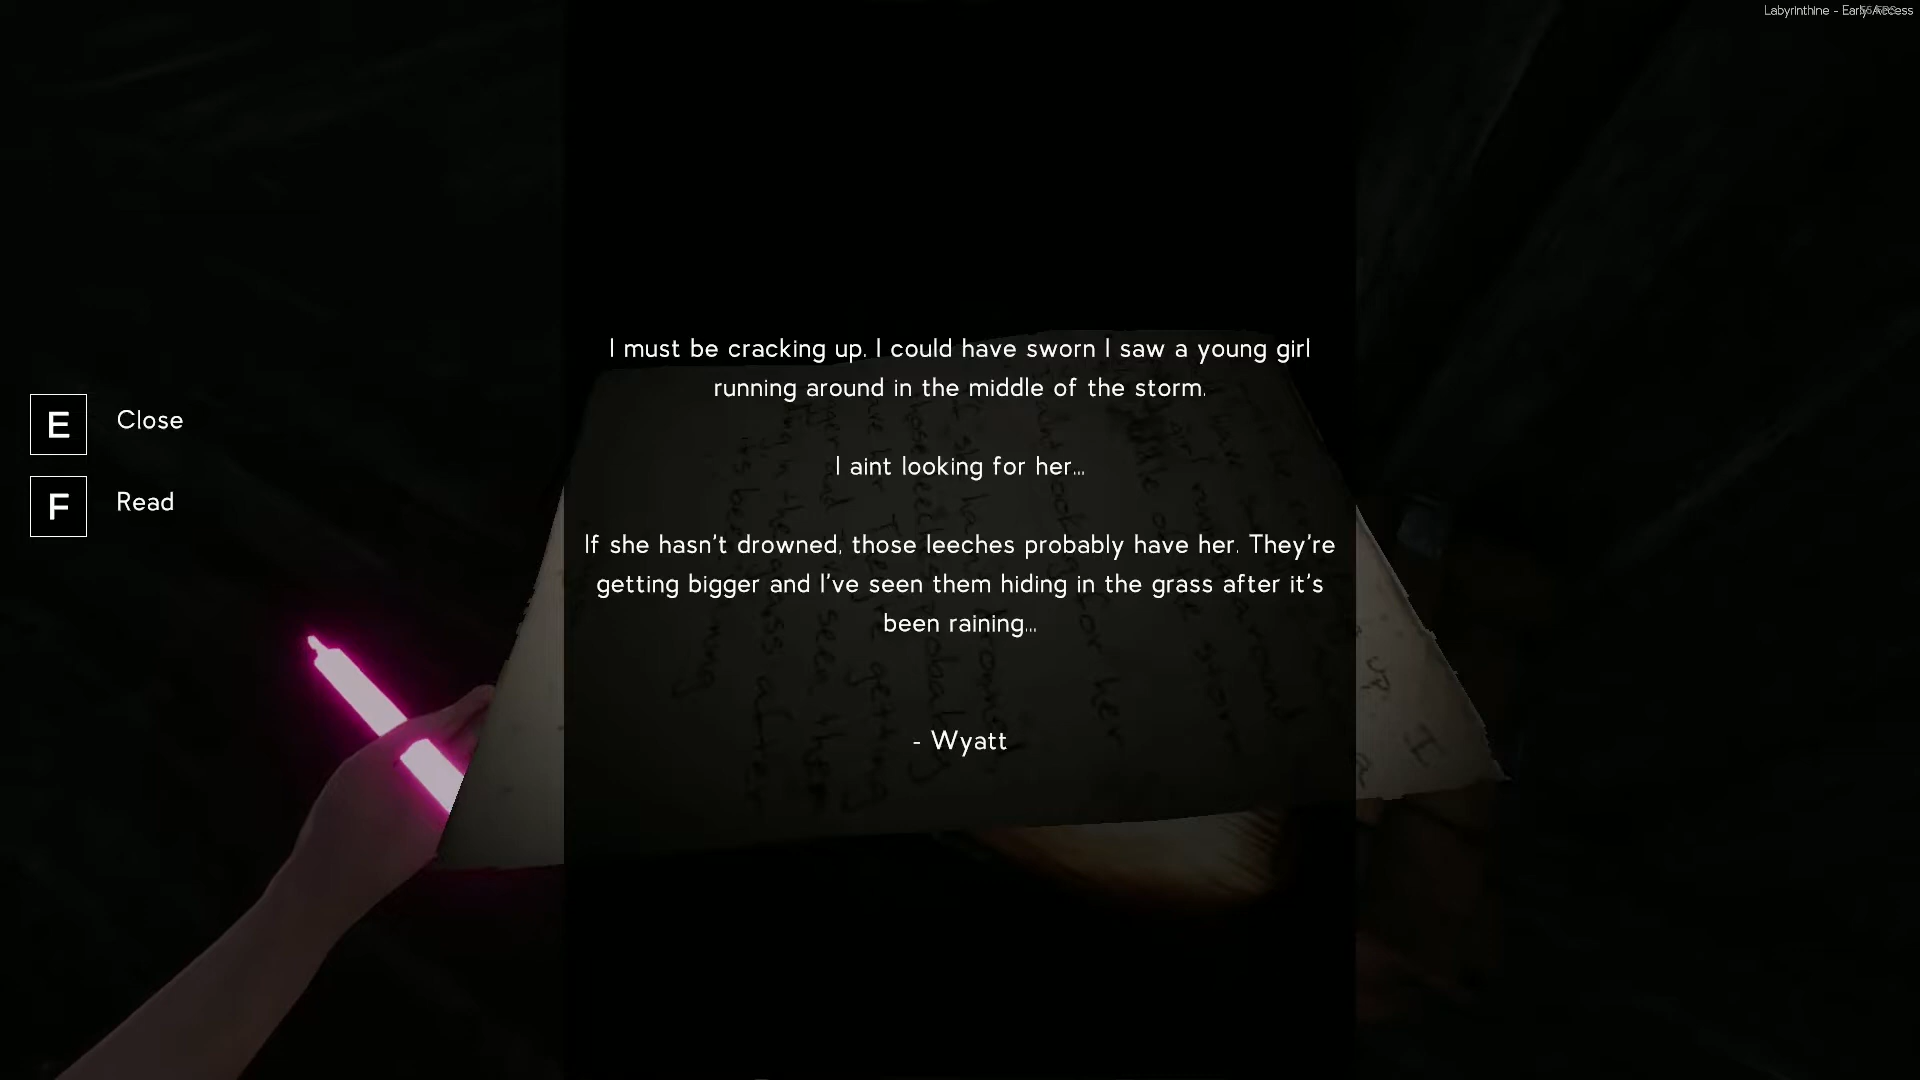 Labyrinthine - Early Access
I must be cracking up. I could have sworn I saw a young girl
running around in the middle of the storm.
I aint looking for her...
If she hasn't drowned, those leeches probably have her. They're
getting bigger and I've seen them hiding in the grass after it's
been raining...
- Wyatt
E Close
F Read